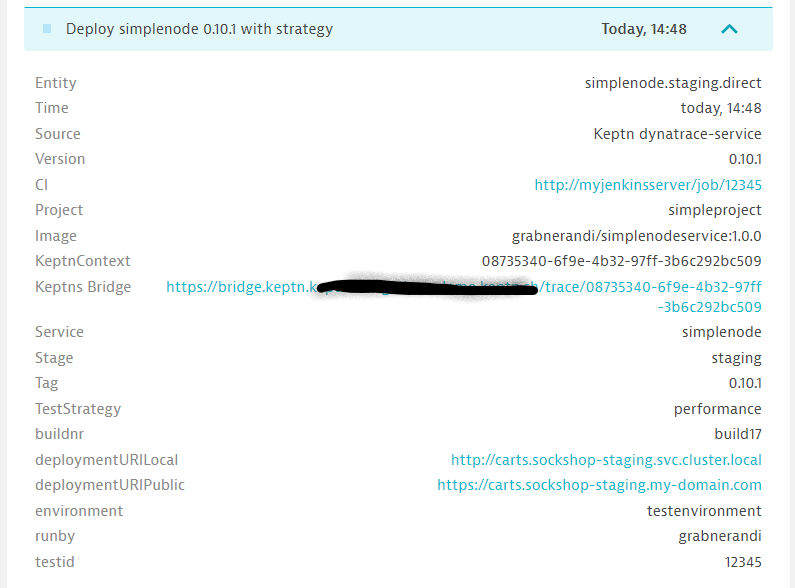 Deploy simplenode 0.10.1 with strategy Today, 14:48
Entity simplenode.staging.direct
Time today, 14:48
Source Keptn dynatrace-service
Version 0.10.1
CI http://myjenkinsserver/job/12345
Project simpleproject
Image grabnerandi/simplenodeservice:1.0.0
KeptnContext 08735340-6f9e-4b32-97ff-3b6c292bc509
Keptns Bridge https://bridge.keptn.k /trace/08735340-6f9e-4b32-97ff
-3b6c292bc509
Service simplenode
Stage staging
Tag 0.10.1
TestStrategy performance
buildnr build17
deploymentURILocal http://carts.sockshop-staging.svc.cluster.local
deploymentURIPublic https://carts.sockshop-staging.my-domain.com
environment testenvironment
runby grabnerandi
testid 12345